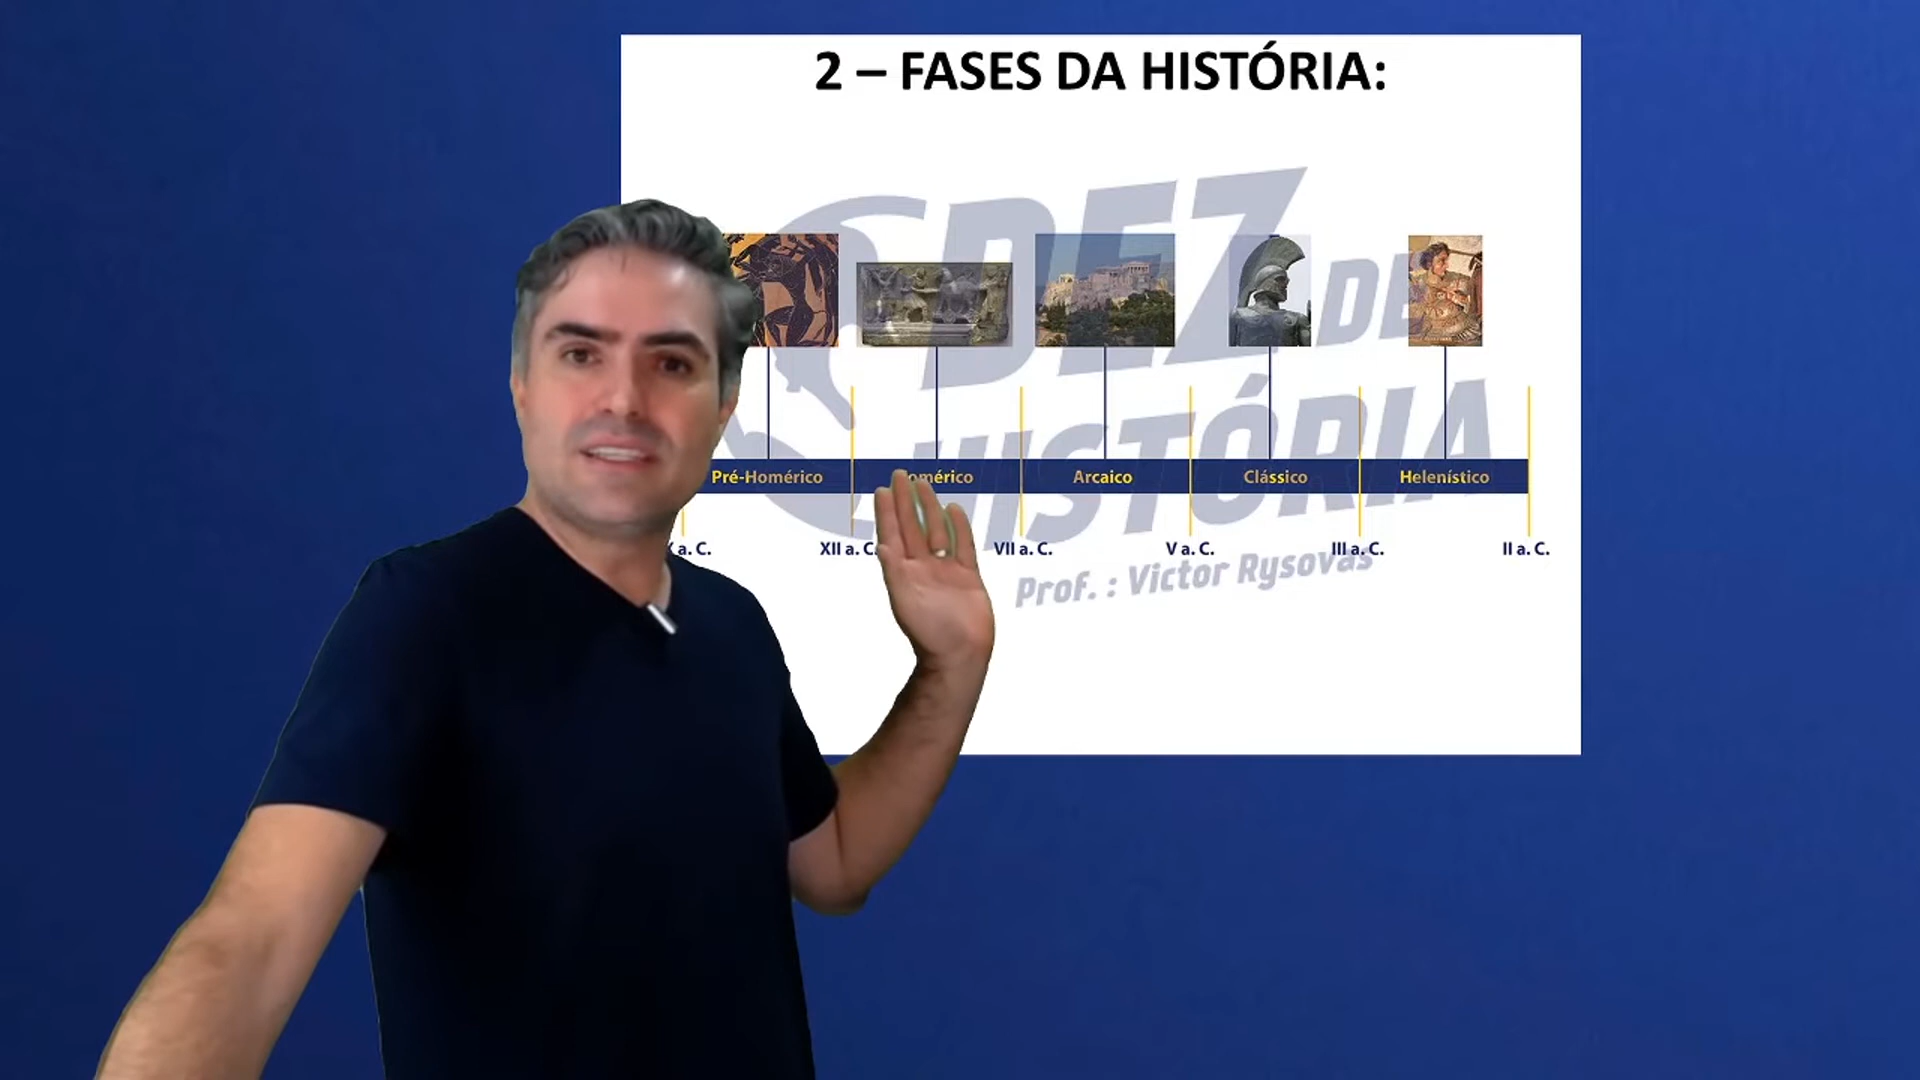 2 – FASES DA HISTÓRIA:
DEZ DE
HISTÓRIA
Prof. : Victor Rysovas
Pré-Homérico omérico Arcaico Clássico Helenístico
a. C. XII a. C. VII a. C. V a. C. III a. C. II a. C.